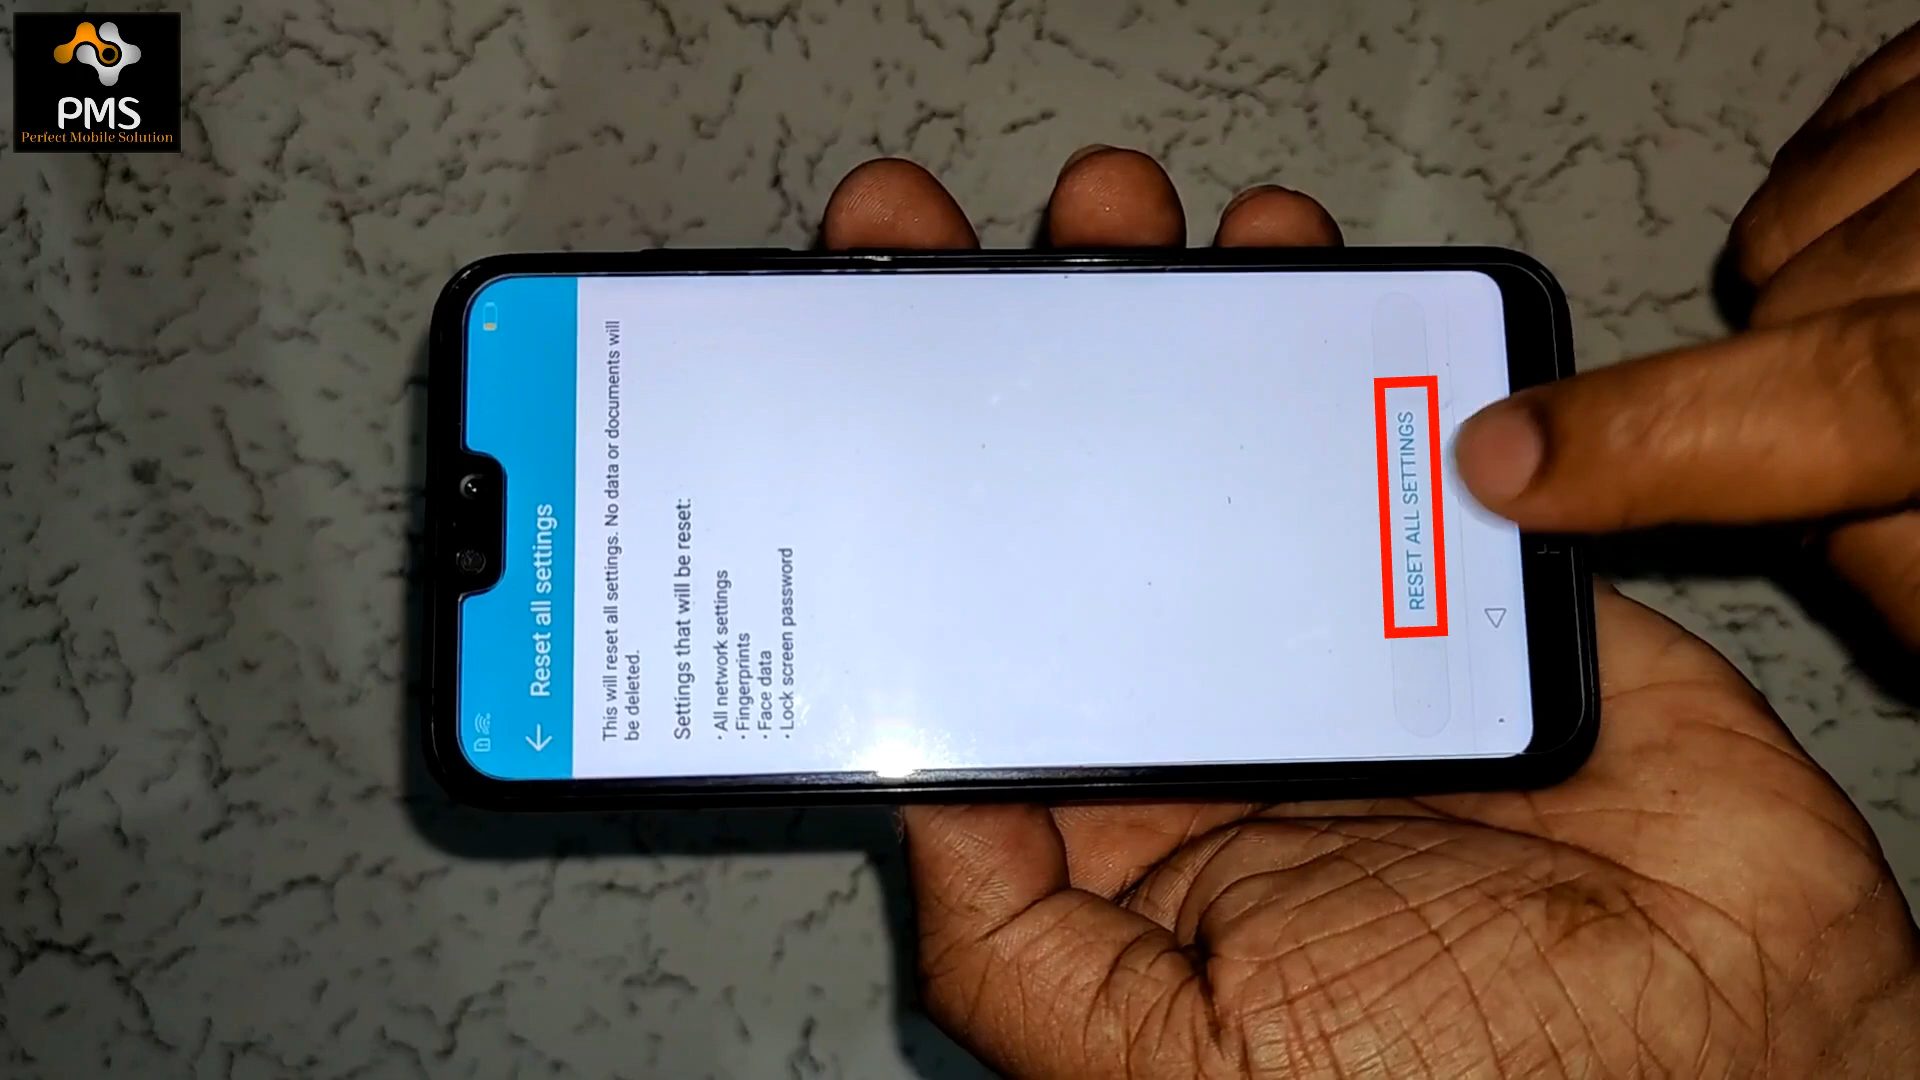 PMS
Perfect Mobile Solution
Reset all settings
This will reset all settings. No data or documents will
be deleted.
Settings that will be reset:
· All network settings
· Fingerprints
· Face data
· Lock screen password
RESET ALL SETTINGS